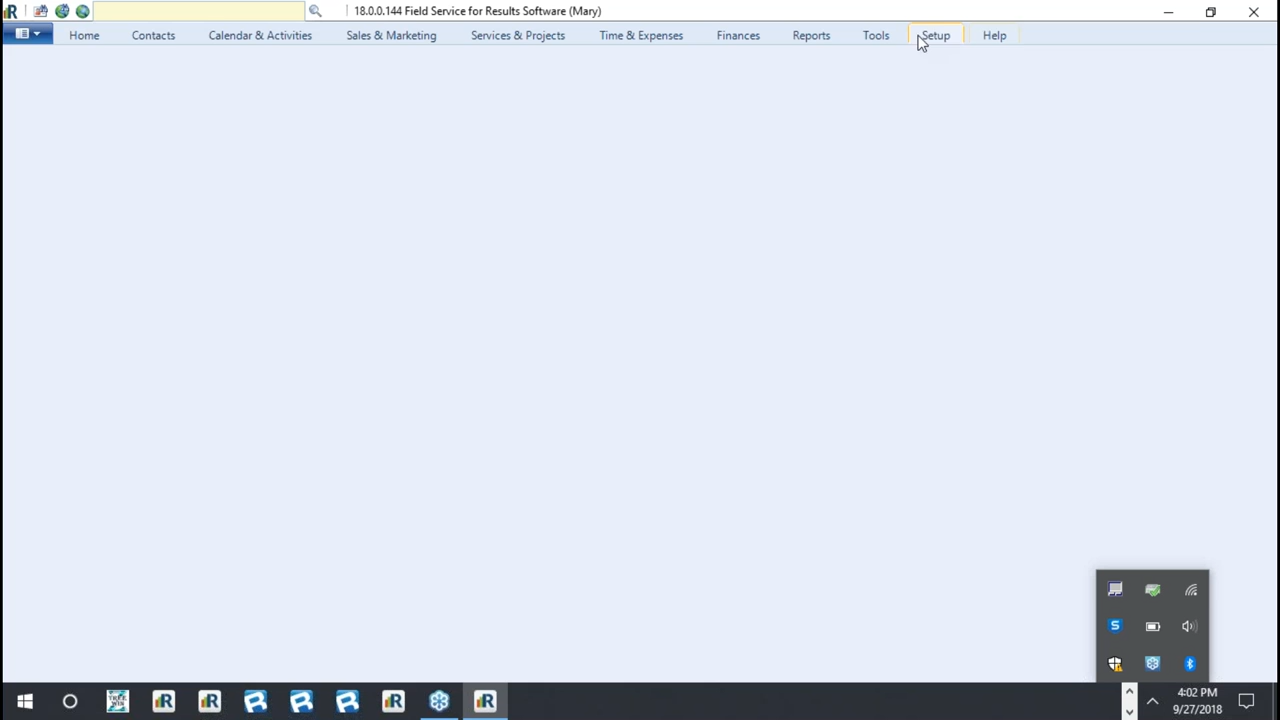 18.0.0.144 Field Service for Results Software (Mary)
Home Contacts Calendar & Activities Sales & Marketing Services & Projects Time & Expenses Finances Reports Tools Setup Help
4:02 PM
9/27/2018